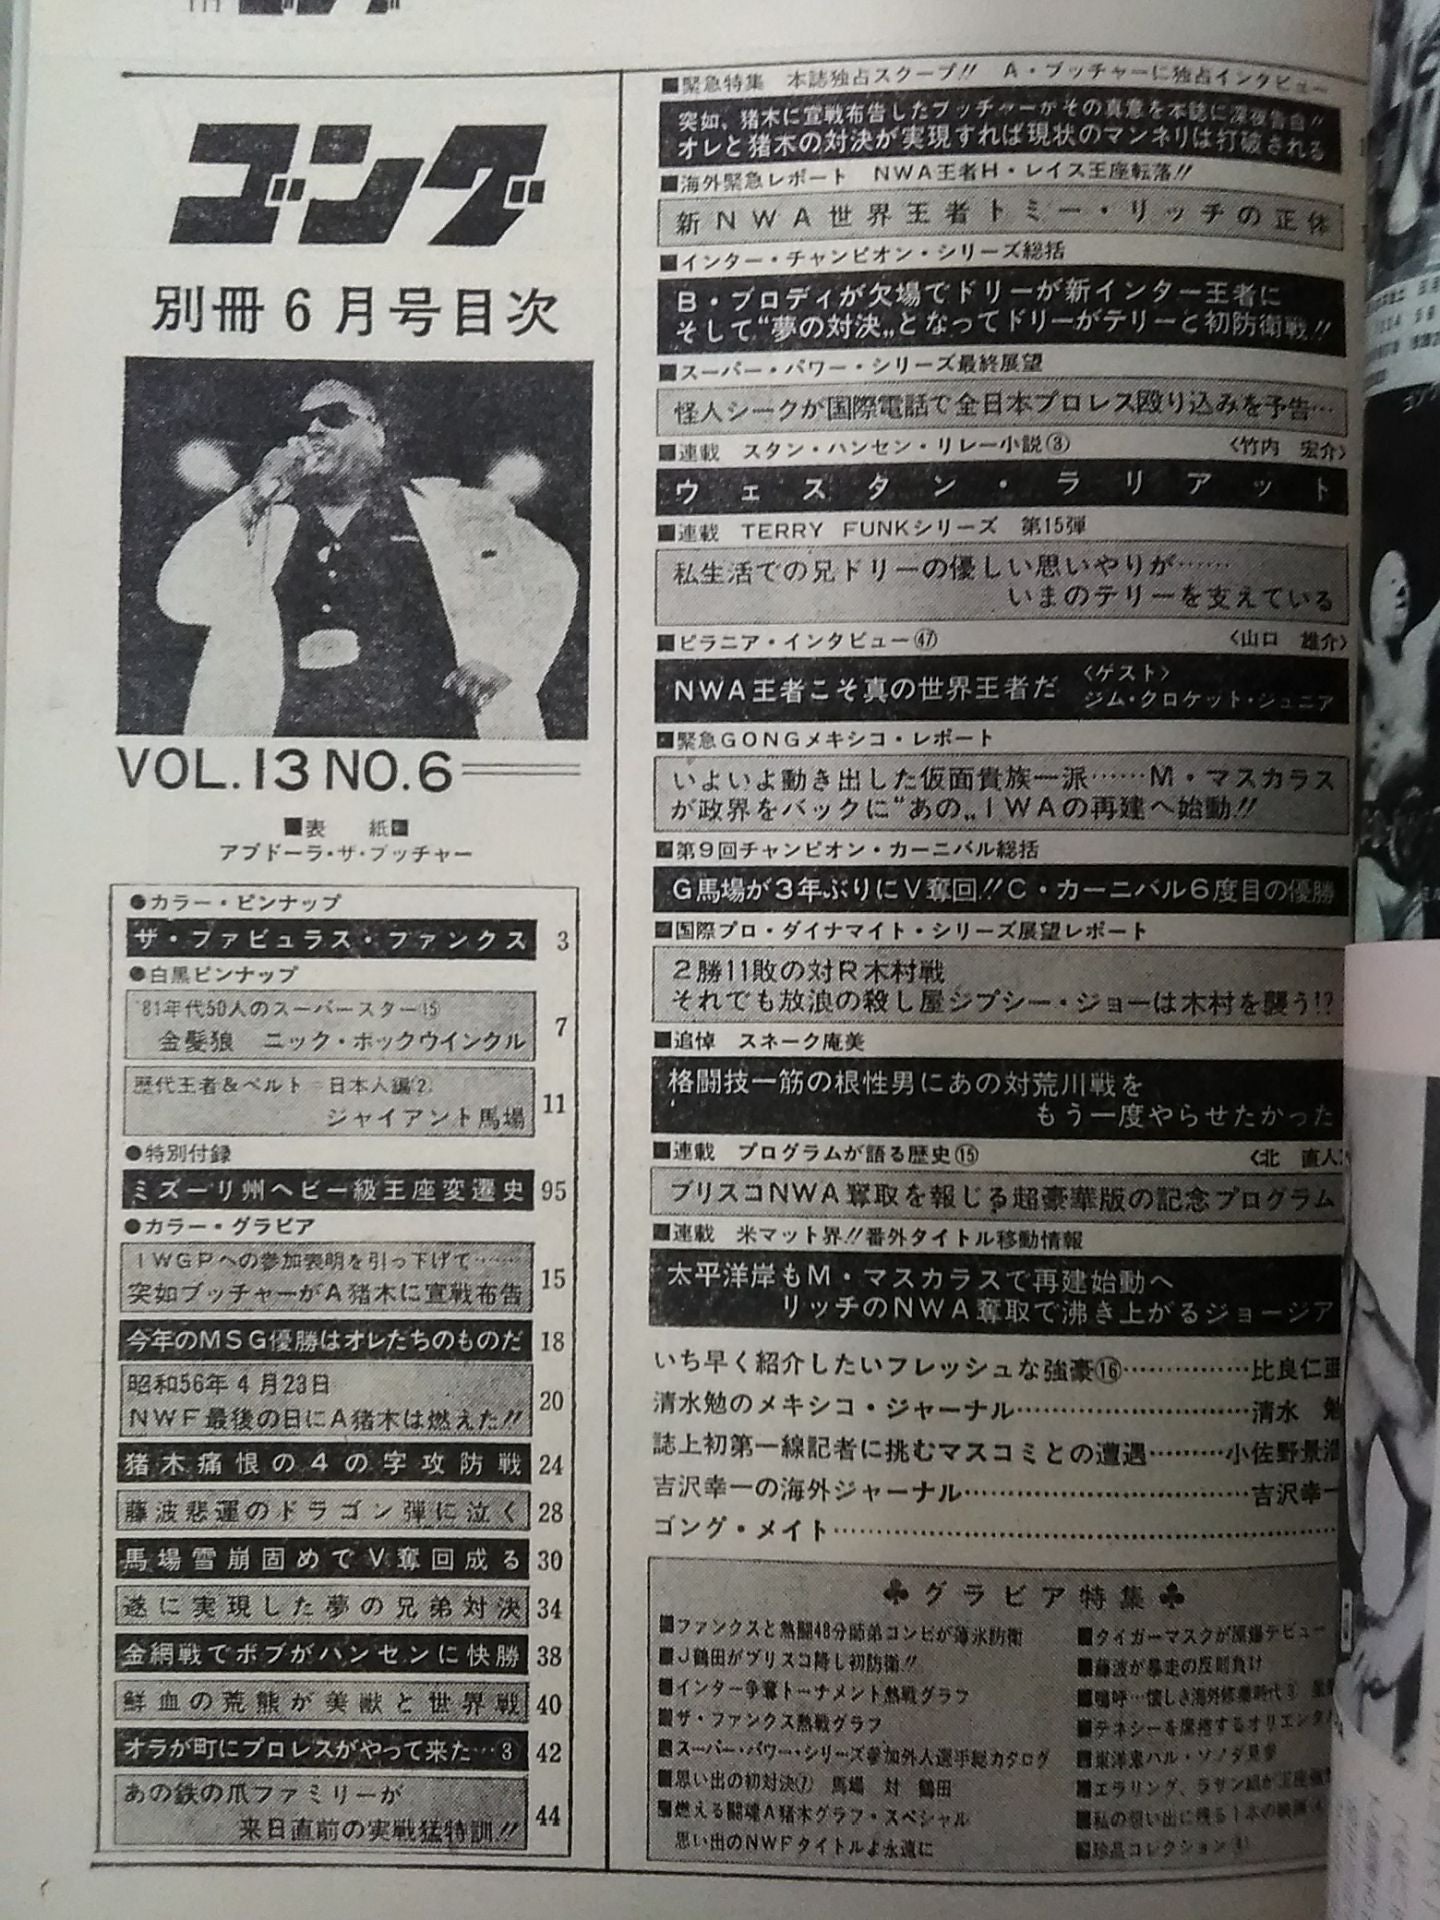 ゴング
別冊6月号目次
VOL.13 NO.6
■表 紙■
アブドーラ・ザ・ブッチャー
●カラー・ピンナップ
ザ・ファビュラス・ファンクス 3
●白黒ピンナップ
'81年代50人のスーパースター⑮
金髪狼 ニック・ボックウインクル 7
歴代王者&ベルト=日本人編②
ジャイアント馬場 11
●特別付録
ミズーリ州ヘビー級王座変遷史 95
●カラー・グラビア
IWGPへの参加表明を引っ下げて……
突如ブッチャーがA猪木に宣戦布告 15
今年のMSG優勝はオレたちのものだ 18
昭和56年4月23日
NWF最後の日にA猪木は燃えた!! 20
猪木痛恨の4の字攻防戦 24
藤波悲運のドラゴン弾に泣く 28
馬場雪崩固めでV奪回成る 30
遂に実現した夢の兄弟対決 34
金網戦でボブがハンセンに快勝 38
鮮血の荒熊が美獣と世界戦 40
オラが町にプロレスがやって来た…③ 42
あの鉄の爪ファミリーが
来日直前の実戦猛特訓!! 44
■緊急特集 本誌独占スクープ!! A・ブッチャーに独占インタビュー
突如、猪木に宣戦布告したブッチャーがその真意を本誌に深夜告白!!
オレと猪木の対決が実現すれば現状のマンネリは打破される
■海外緊急レポート NWA王者H・レイス王座転落!!
新NWA世界王者トミー・リッチの正体
■インター・チャンピオン・シリーズ総括
B・ブロディが欠場でドリーが新インター王者に
そして“夢の対決„となってドリーがテリーと初防衛戦!!
■スーパー・パワー・シリーズ最終展望
怪人シークが国際電話で全日本プロレス殴り込みを予告…
■連載 スタン・ハンセン・リレー小説③ 〈竹内 宏介〉
ウェスタン・ラリアット
■連載 TERRY FUNKシリーズ 第15弾
私生活での兄ドリーの優しい思いやりが……
いまのテリーを支えている
■ピラニア・インタビュー㊼ 〈山口 雄介〉
NWA王者こそ真の世界王者だ 〈ゲスト〉
ジム・クロケット・ジュニア
■緊急GONGメキシコ・レポート
いよいよ動き出した仮面貴族一派……M・マスカラス
が政界をバックに“あの„IWAの再建へ始動!!
■第9回チャンピオン・カーニバル総括
G馬場が3年ぶりにV奪回!!C・カーニバル6度目の優勝
■国際プロ・ダイナマイト・シリーズ展望レポート
2勝11敗の対R木村戦
それでも放浪の殺し屋ジプシー・ジョーは木村を襲う!?
■追悼 スネーク庵美
格闘技一筋の根性男にあの対荒川戦を
もう一度やらせたかった
■連載 プログラムが語る歴史⑮ 〈北 直人
ブリスコNWA奪取を報じる超豪華版の記念プログラム
■連載 米マット界!!番外タイトル移動情報
太平洋岸もM・マスカラスで再建始動へ
リッチのNWA奪取で沸き上がるジョージア
いち早く紹介したいフレッシュな強豪⑯……………比良仁亜
清水勉のメキシコ・ジャーナル………………………清水 勉
誌上初第一線記者に挑むマスコミとの遭遇………小佐野景浩
吉沢幸一の海外ジャーナル……………………………吉沢幸一
ゴング・メイト……………………………………………………
♣グラビア特集♣
■ファンクスと熱闘48分師弟コンビが薄氷防衛
■J鶴田がブリスコ降し初防衛!!
■インター争奪トーナメント熱戦グラフ
■ザ・ファンクス熱戦グラフ
■スーパー・パワー・シリーズ参加外人選手総カタログ
■思い出の初対決⑦ 馬場 対 鶴田
■燃える闘魂A猪木グラフ・スペシャル
思い出のNWFタイトルよ永遠に
■タイガーマスクが衝撃デビュー
■藤波が暴走の反則負け
■嗚呼…懐しき海外修業時代
■テネシーを席捲するオリエンタル
■東洋鬼ハル・ソノダ見参
■エラリング、ラサン組が王座
■私の想い出に残る1本の映画
■珍品コレクション